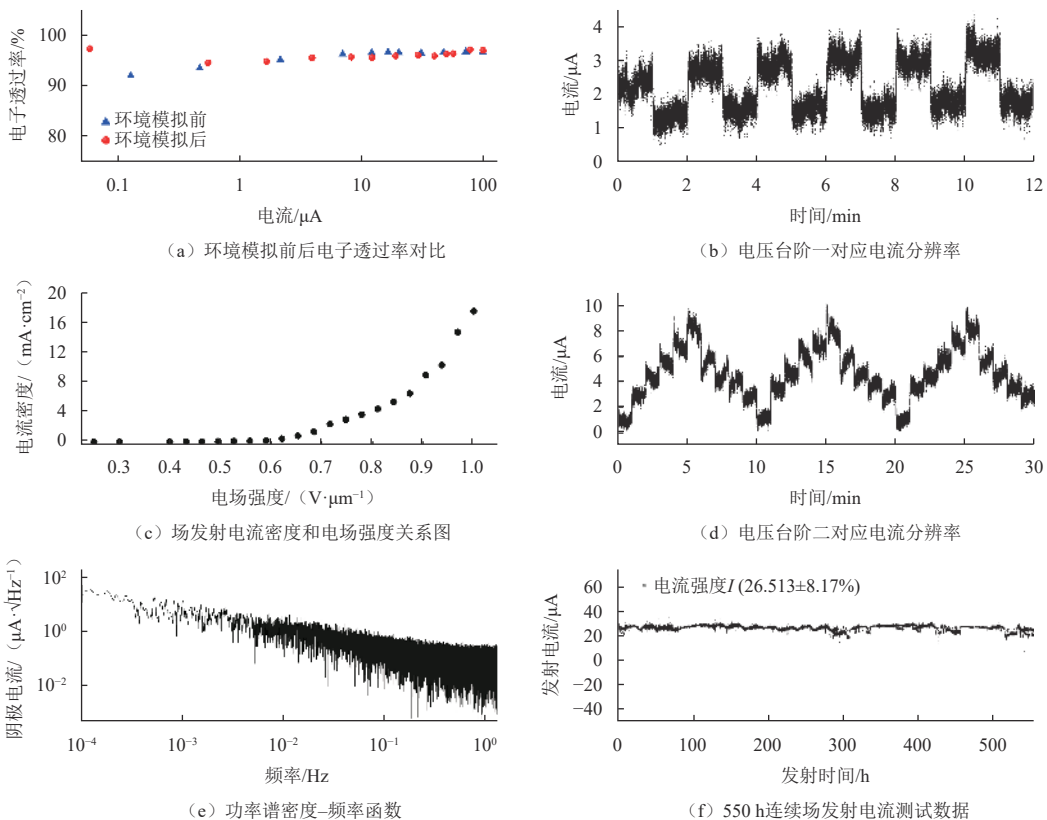 电子透过率/%
100
90
80
环境模拟前
环境模拟后
0.1 1 10 100
电流/μA
（a）环境模拟前后电子透过率对比
电流/μA
4
3
2
1
0
0 2 4 6 8 10 12
时间/min
（b）电压台阶一对应电流分辨率
电流密度/（mA·cm⁻²）
20
16
12
8
4
0
0.3 0.4 0.5 0.6 0.7 0.8 0.9 1.0
电场强度/（V·μm⁻¹）
（c）场发射电流密度和电场强度关系图
电流/μA
10
8
6
4
2
0
0 5 10 15 20 25 30
时间/min
（d）电压台阶二对应电流分辨率
阴极电流/（μA·√Hz⁻¹）
10²
10⁰
10⁻²
10⁻⁴ 10⁻³ 10⁻² 10⁻¹ 10⁰
频率/Hz
（e）功率谱密度–频率函数
发射电流/μA
电流强度I (26.513±8.17%)
60
40
20
0
−20
−40
0 100 200 300 400 500
发射时间/h
（f）550 h连续场发射电流测试数据